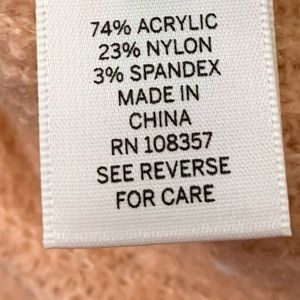 74% ACRYLIC
23% NYLON
3% SPANDEX
MADE IN
CHINA
RN 108357
SEE REVERSE
FOR CARE